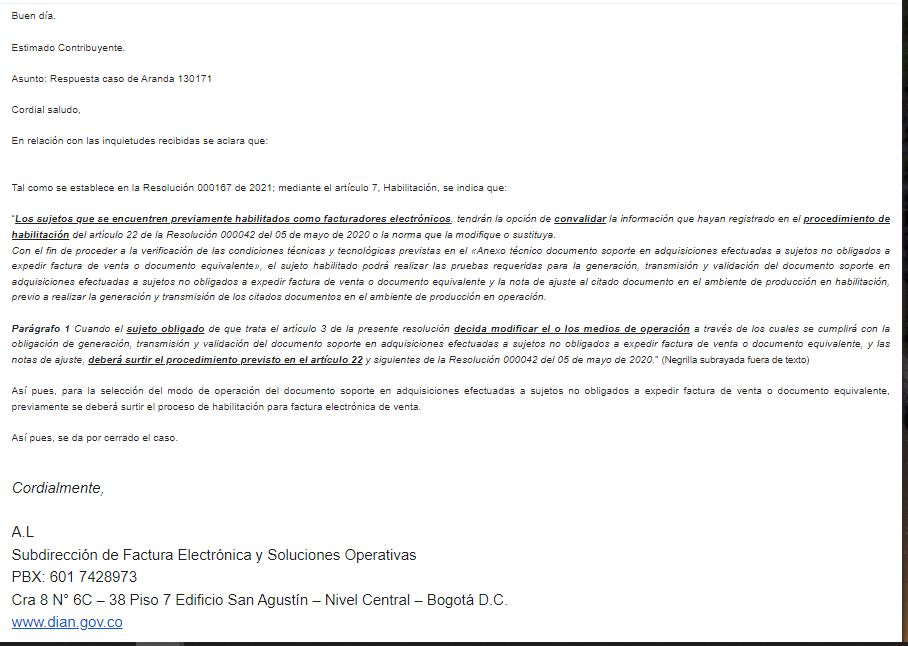 Buen día.
Estimado Contribuyente.
Asunto: Respuesta caso de Aranda 130171
Cordial saludo,
En relación con las inquietudes recibidas se aclara que:
Tal como se establece en la Resolución 000167 de 2021; mediante el artículo 7, Habilitación, se indica que:
"Los sujetos que se encuentren previamente habilitados como facturadores electrónicos, tendrán la opción de convalidar la información que hayan registrado en el procedimiento de
habilitación del artículo 22 de la Resolución 000042 del 05 de mayo de 2020 o la norma que la modifique o sustituya.
Con el fin de proceder a la verificación de las condiciones técnicas y tecnológicas previstas en el «Anexo técnico documento soporte en adquisiciones efectuadas a sujetos no obligados a
expedir factura de venta o documento equivalente», el sujeto habilitado podrá realizar las pruebas requeridas para la generación, transmisión y validación del documento soporte en
adquisiciones efectuadas a sujetos no obligados a expedir factura de venta o documento equivalente y la nota de ajuste al citado documento en el ambiente de producción en habilitación,
previo a realizar la generación y transmisión de los citados documentos en el ambiente de producción en operación.
Parágrafo 1 Cuando el sujeto obligado de que trata el artículo 3 de la presente resolución decida modificar el o los medios de operación a través de los cuales se cumplirá con la
obligación de generación, transmisión y validación del documento soporte en adquisiciones efectuadas a sujetos no obligados a expedir factura de venta o documento equivalente, y las
notas de ajuste, deberá surtir el procedimiento previsto en el artículo 22 y siguientes de la Resolución 000042 del 05 de mayo de 2020." (Negrilla subrayada fuera de texto)
Así pues, para la selección del modo de operación del documento soporte en adquisiciones efectuadas a sujetos no obligados a expedir factura de venta o documento equivalente,
previamente se deberá surtir el proceso de habilitación para factura electrónica de venta.
Así pues, se da por cerrado el caso.
Cordialmente,
A.L
Subdirección de Factura Electrónica y Soluciones Operativas
PBX: 601 7428973
Cra 8 N° 6C – 38 Piso 7 Edificio San Agustín – Nivel Central – Bogotá D.C.
www.dian.gov.co